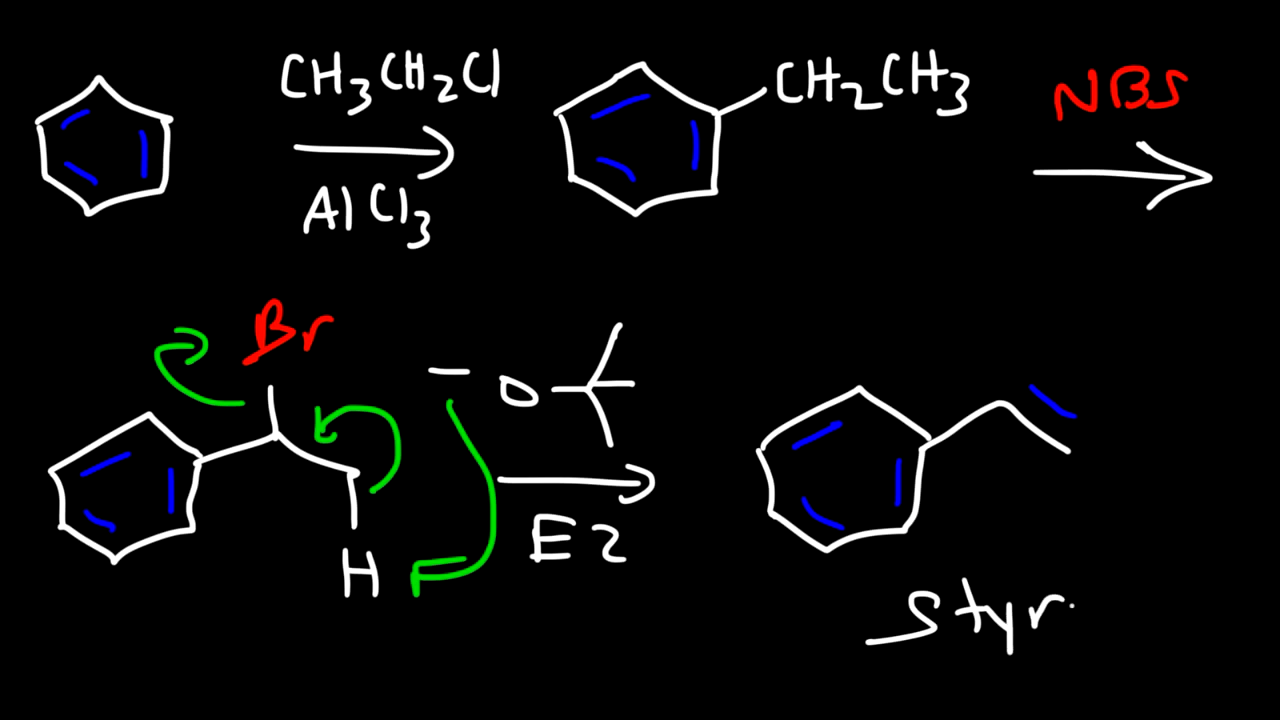 CH₃CH₂Cl
AlCl₃
CH₂CH₃
NBS
Br
H
− O
E2
Styr